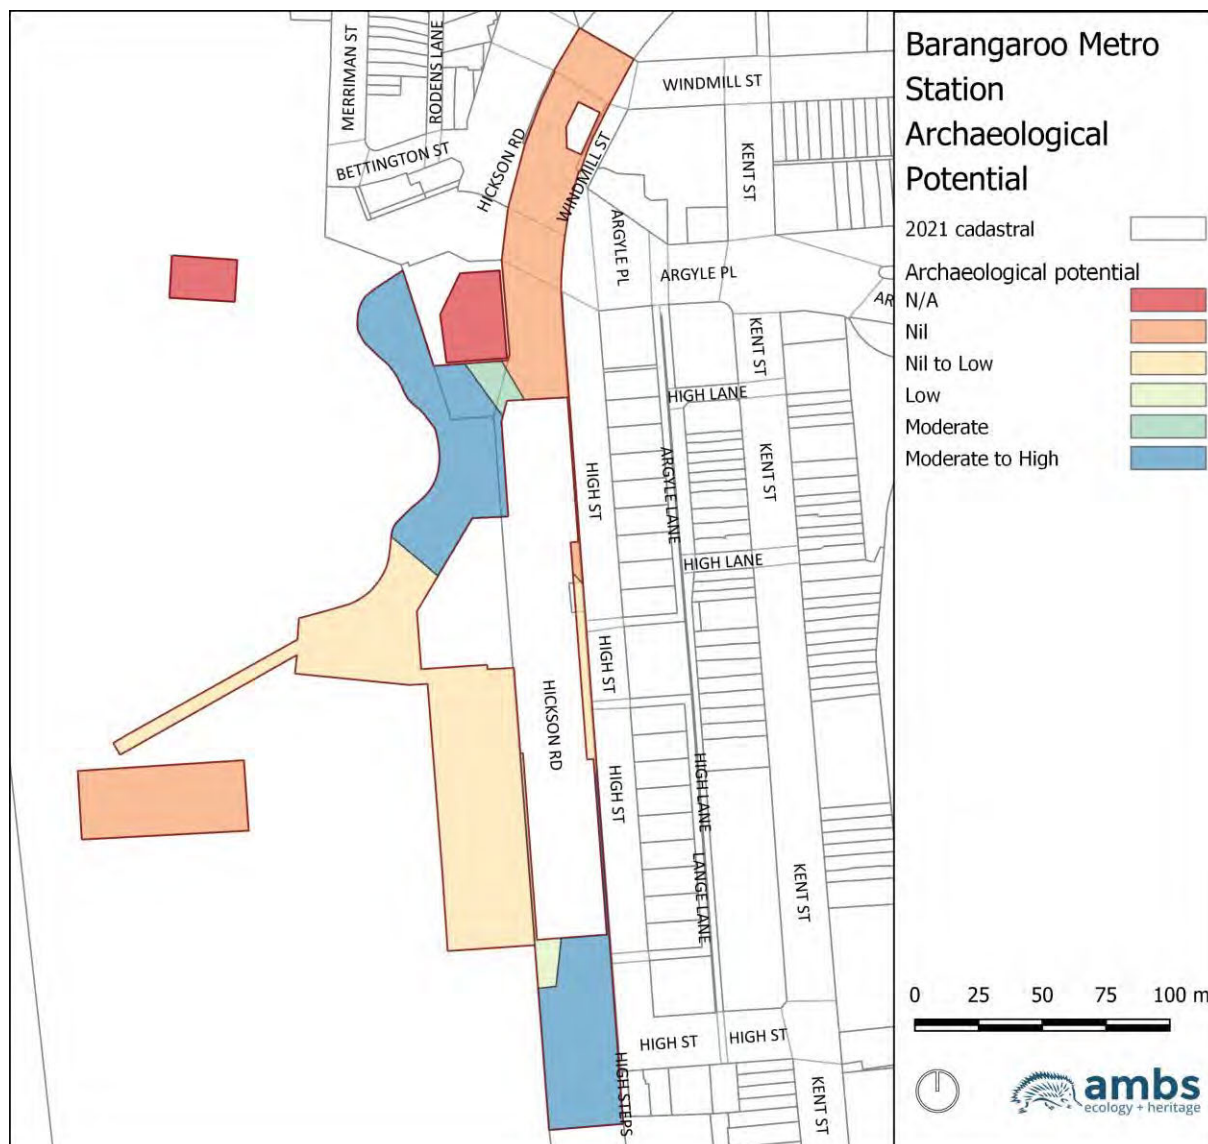 Barangaroo Metro
Station
Archaeological
Potential
2021 cadastral
Archaeological potential
N/A
Nil
Nil to Low
Low
Moderate
Moderate to High
0 25 50 75 100 m
ambs
ecology + heritage
MERRIMAN ST
RODENS LANE
BETTINGTON ST
HICKSON RD
WINDMILL ST
WINDMILL ST
KENT ST
ARGYLE PL
ARGYLE PL
AR
KENT ST
HIGH LANE
HIGH ST
ARGYLE LANE
KENT ST
HIGH LANE
HIGH ST
HICKSON RD
HIGH ST
HIGH LANE
LANGE LANE
KENT ST
HIGH ST
HIGH ST
HIGH STEPS
KENT ST